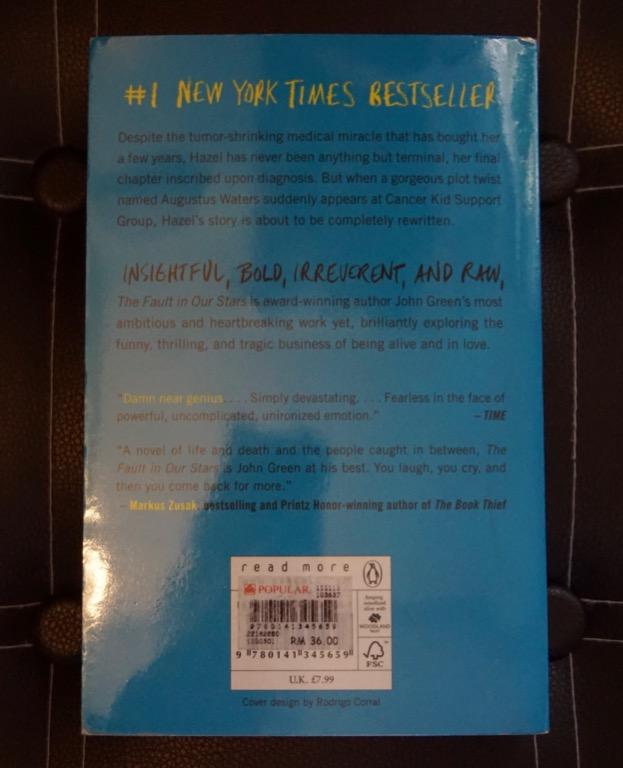 #1 NEW YORK TIMES BESTSELLER
Despite the tumor-shrinking medical miracle that has bought her
a few years, Hazel has never been anything but terminal, her final
chapter inscribed upon diagnosis. But when a gorgeous plot twist
named Augustus Waters suddenly appears at Cancer Kid Support
Group, Hazel's story is about to be completely rewritten.
INSIGHTFUL, BOLD, IRREVERENT, AND RAW,
The Fault in Our Stars is award-winning author John Green's most
ambitious and heartbreaking work yet, brilliantly exploring the
funny, thrilling, and tragic business of being alive and in love.
"Damn near genius. . . . Simply devastating. . . . Fearless in the face of
powerful, uncomplicated, unironized emotion."
– TIME
"A novel of life and death and the people caught in between, The
Fault in Our Stars is John Green at his best. You laugh, you cry, and
then you come back for more."
– Markus Zusak, bestselling and Printz Honor-winning author of The Book Thief
read more
POPULAR
9780141345659
RM 36.00
9 780141 345659
WOODLAND
FSC
U.K. £7.99
Cover design by Rodrigo Corral